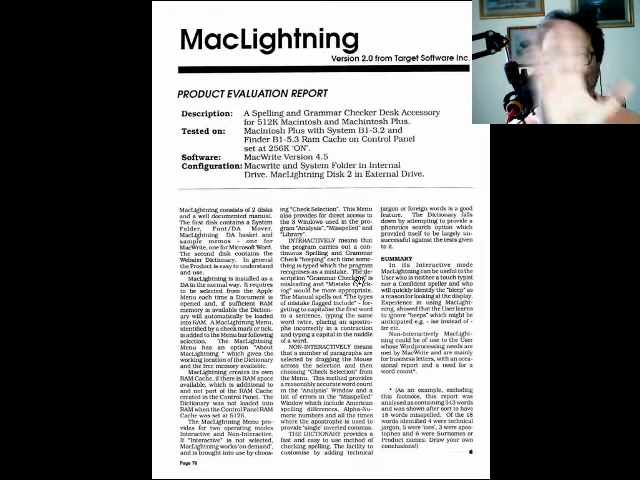 MacLightning
Version 2.0 from Target Software Inc.
PRODUCT EVALUATION REPORT
Description: A Spelling and Grammar Checker Desk Accessory
for 512K Macintosh and Machintosh Plus.
Tested on: Macintosh Plus with System B1-3.2 and
Finder B1-5.3 Ram Cache on Control Panel
set at 256K 'ON'.
Software: MacWrite Version 4.5
Configuration: Macwrite and System Folder in Internal
Drive. MacLightning Disk 2 in External Drive.
MacLightning consists of 2 disks
and a well documented manual.
The first disk contains a System
Folder, Font/DA Mover,
MacLightning DA basket and
sample memos - one for
MacWrite, one for Microsoft Word.
The second disk contains the
Webster Dictionary. In general
the Product is easy to understand
and use.
MacLightning is installed as a
DA in the normal way. It requires
to be selected from the Apple
Menu each time a Document is
opened and, if sufficient RAM
memory is available the Diction-
ary will automatically be loaded
into RAM. A MacLightning Menu,
identified by a check mark or tick,
is added to the Menu bar following
selection. The MacLightning
Menu has an option "About
MacLightning " which gives the
working location of the Dictionary
and the free memory available.
MacLightning creates its own
RAM Cache, if there is RAM space
available, which is additional to
and not part of the RAM Cache
created in the Control Panel. The
Dictionary was not loaded into
RAM when the Control Panel RAM
Cache was set at 512K.
The MacLightning Menu pro-
vides for two operating modes
Interactive and Non-Interactive.
If "Interactive" is not selected,
MacLightning works 'on demand',
and is brought into use by choos-
ing "Check Selection". This Menu
also provides for direct access to
the 3 Windows used in the pro-
gram "Analysis", "Misspelled" and
"Library".
INTERACTIVELY means that
the program carries out a con-
tinuous Spelling and Grammar
Check "beeping" each time some-
thing is typed which the program
recognises as a mistake. The de-
scription "Grammar Checking" is
misleading and "Mistake
ing" would be more appropriate.
The Manual spells out "The types
of mistake flagged include" - for-
getting to capitalise the first word
in a sentence, typing the same
word twice, placing an apostro-
phe incorrectly in a contraction
and typing a capital in the middle
of a word.
NON-INTERACTIVELY means
that a number of paragraphs are
selected by dragging the Mouse
across the selection and then
choosing "Check Selection" from
the Menu. This method provides
a reasonably accurate word count
in the "Analysis" Window and a
list of errors in the "Misspelled"
Window which include American
spelling differences, Alpha-Nu-
meric numbers and all the times
where the apostrophe is used to
provide 'single' inverted commas.
THE DICTIONARY provides a
fast and easy to use method of
checking spelling. The facility to
customise by adding technical
jargon or foreign words is a good
feature. The Dictionary falls
down by attempting to provide a
phonetics search option which
provided itself to be largely un-
successful against the tests given
to it.
SUMMARY
In its Interactive mode
MacLightning can be useful to the
User who is neither a touch typist
nor a Confident speller and who
will quickly identify the "bleep" as
a reason for looking at the display.
Experience in using MacLight-
ning, showed that the User learn
to ignore "beeps" which might be
anticipated e.g. - ise instead of -
ize etc.
Non-Interactively MacLight-
ning could be of use to the User
whose Wordprocessing needs are
met by MacWrite and are mainly
for business letters, with an occa-
sional report and a need for a
word count*.
* (As an example, excluding
this footnote, this report was
analysed as containing 543 words
and was shown after sort to have
18 words misspelled. Of the 18
words identified 4 were technical
jargon, 5 were 'ises', 3 were apos-
tophes and 6 were Surnames or
Product names. Draw your own
conclusions!)
Page 78